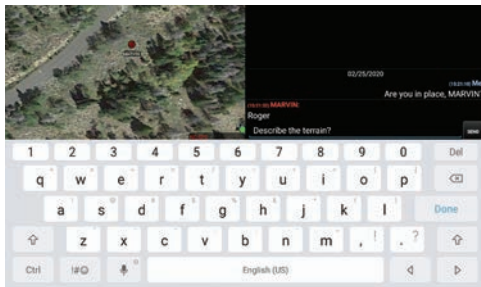 02/25/2020
Me
Are you in place, MARVIN?
MARVIN:
Roger
Describe the terrain?
SEND
1 2 3 4 5 6 7 8 9 0 Del
q w e r t y u i o p
a s d f g h j k l Done
z x c v b n m , ! . ?
Ctrl !#☺ English (US)